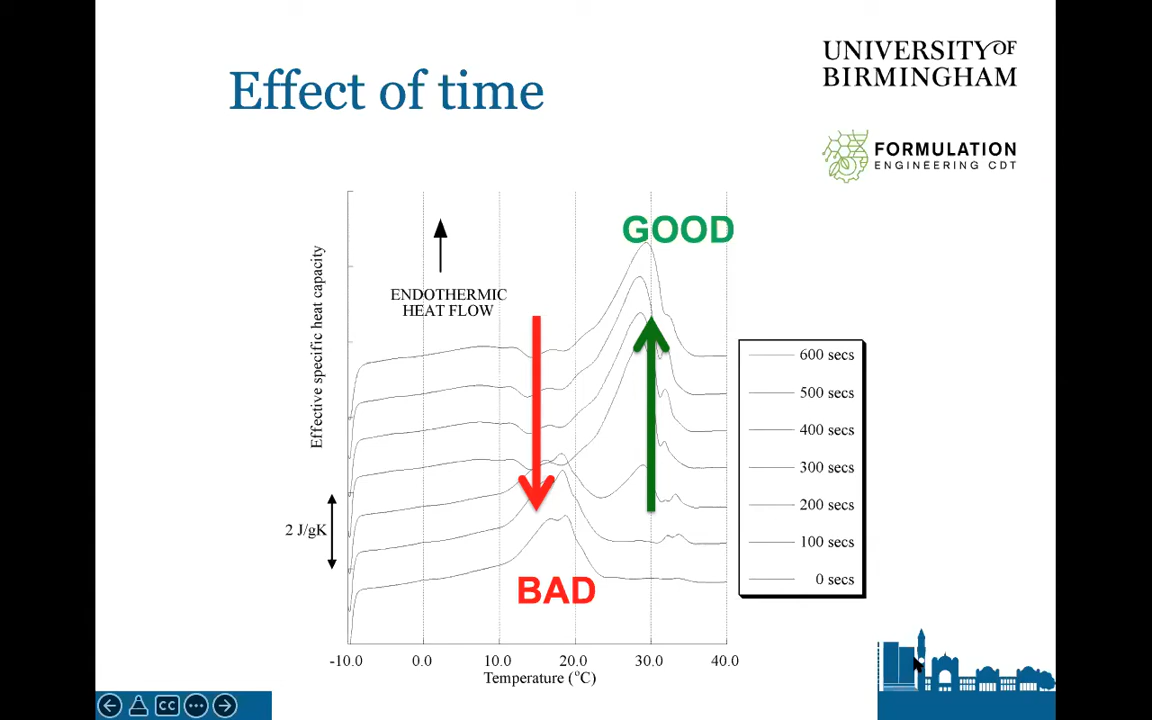 Effect of time
UNIVERSITY OF
BIRMINGHAM
FORMULATION
ENGINEERING CDT
GOOD
ENDOTHERMIC
HEAT FLOW
Effective specific heat capacity
600 secs
500 secs
400 secs
300 secs
200 secs
100 secs
0 secs
2 J/gK
BAD
-10.0 0.0 10.0 20.0 30.0 40.0
Temperature (°C)
CC